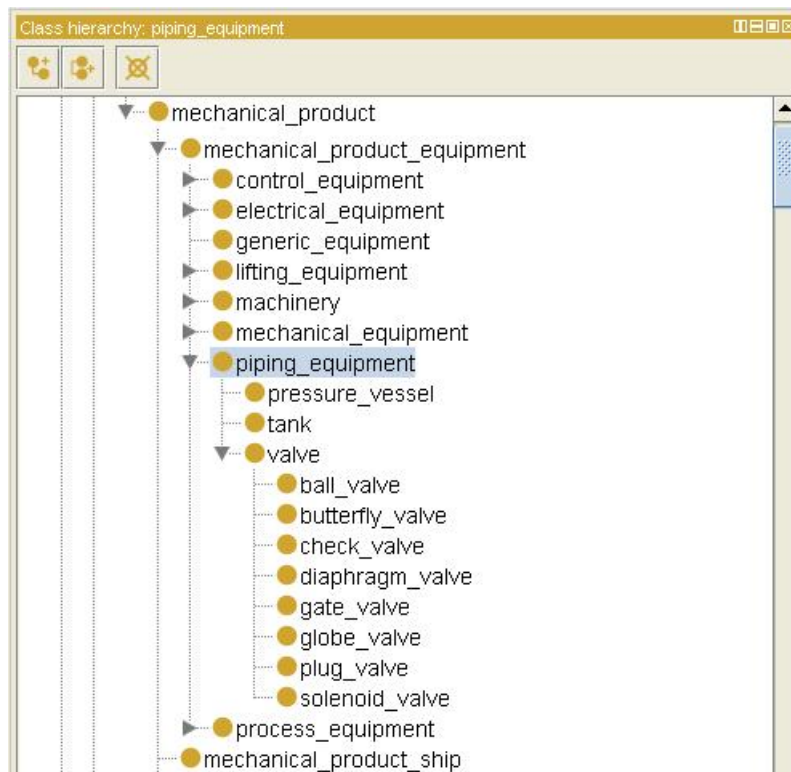 Class hierarchy: piping_equipment
mechanical_product
mechanical_product_equipment
control_equipment
electrical_equipment
generic_equipment
lifting_equipment
machinery
mechanical_equipment
piping_equipment
pressure_vessel
tank
valve
ball_valve
butterfly_valve
check_valve
diaphragm_valve
gate_valve
globe_valve
plug_valve
solenoid_valve
process_equipment
mechanical_product_ship